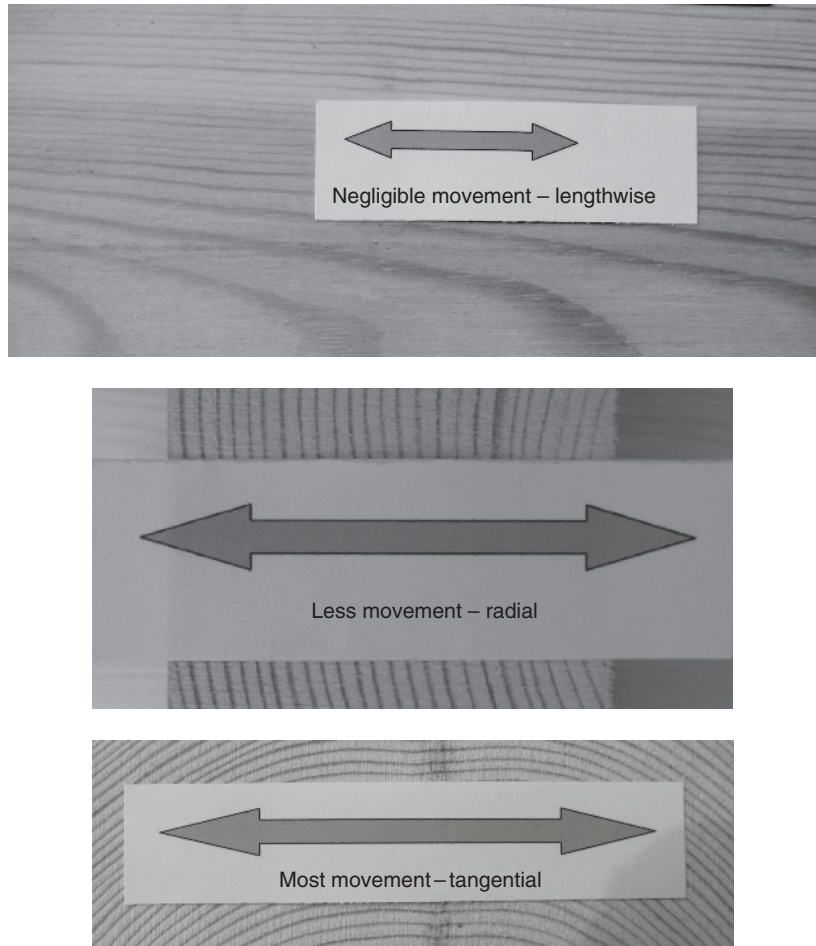 Negligible movement – lengthwise
Less movement – radial
Most movement – tangential